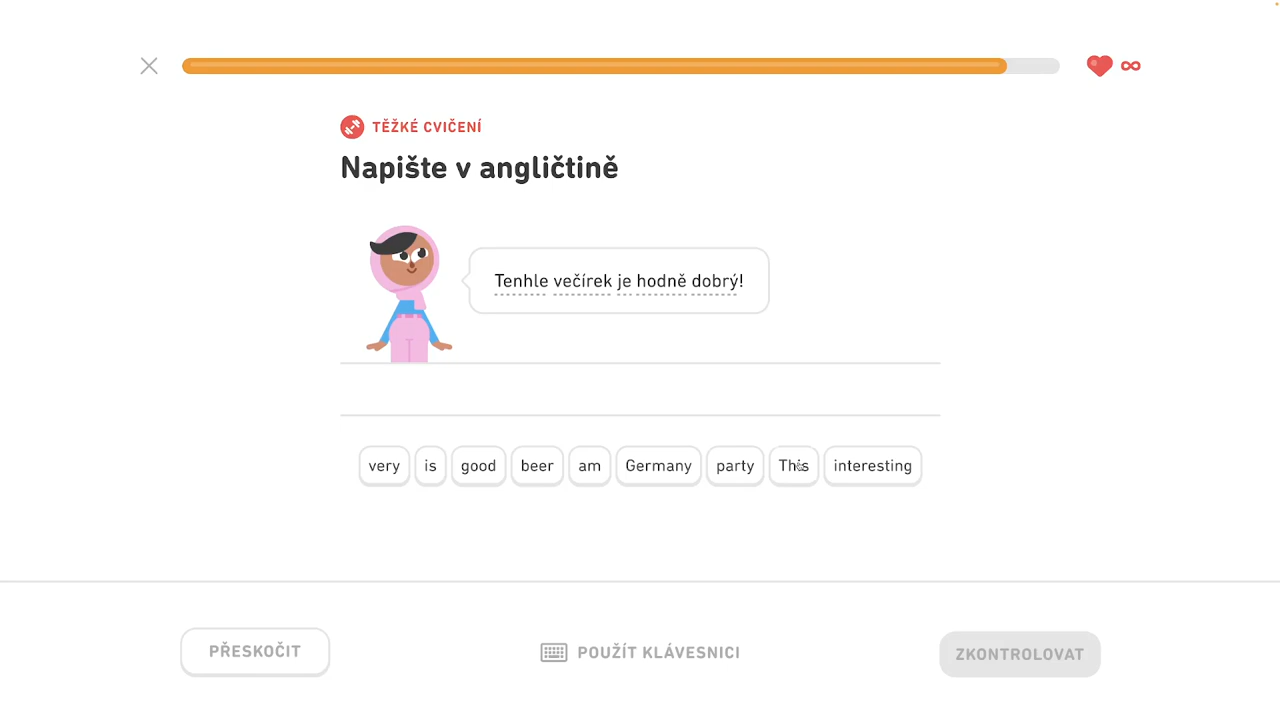 TĚŽKÉ CVIČENÍ
Napište v angličtině
Tenhle večírek je hodně dobrý!
very is good beer am Germany party This interesting
PŘESKOČIT POUŽÍT KLÁVESNICI ZKONTROLOVAT